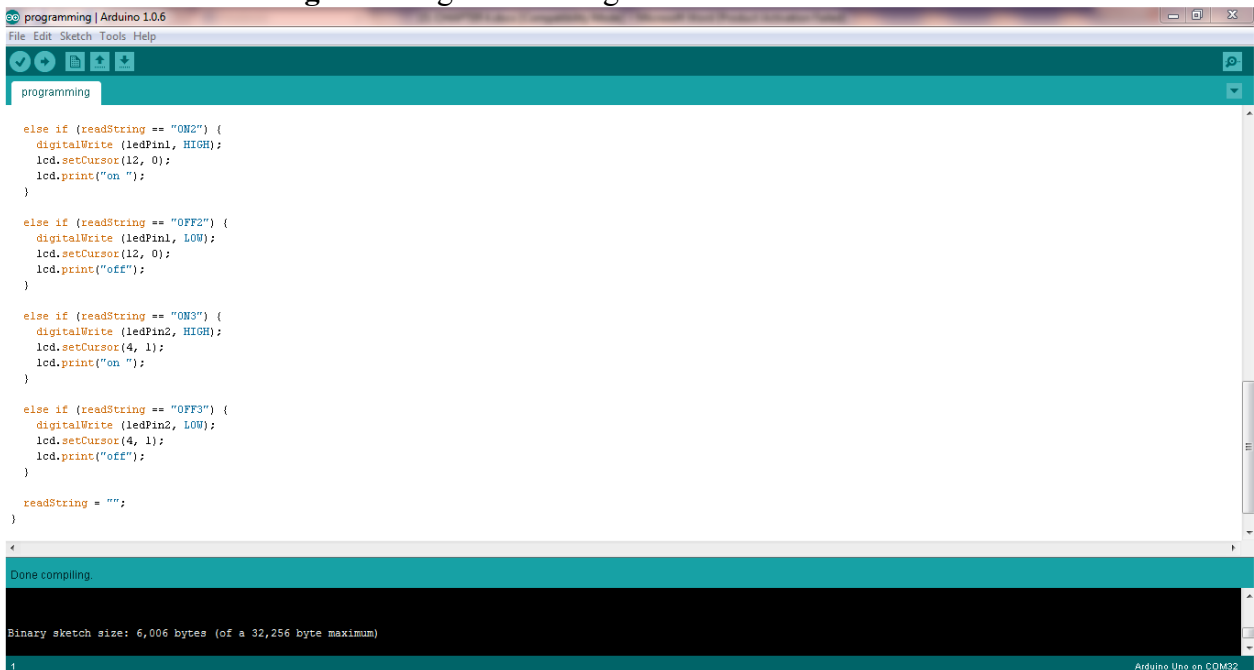 programming | Arduino 1.0.6
File Edit Sketch Tools Help
programming
else if (readString == "ON2") {
digitalWrite (ledPin1, HIGH);
lcd.setCursor(12, 0);
lcd.print("on ");
}
else if (readString == "OFF2") {
digitalWrite (ledPin1, LOW);
lcd.setCursor(12, 0);
lcd.print("off");
}
else if (readString == "ON3") {
digitalWrite (ledPin2, HIGH);
lcd.setCursor(4, 1);
lcd.print("on ");
}
else if (readString == "OFF3") {
digitalWrite (ledPin2, LOW);
lcd.setCursor(4, 1);
lcd.print("off");
}
readString = "";
}
Done compiling.
Binary sketch size: 6,006 bytes (of a 32,256 byte maximum)
1
Arduino Uno on COM32